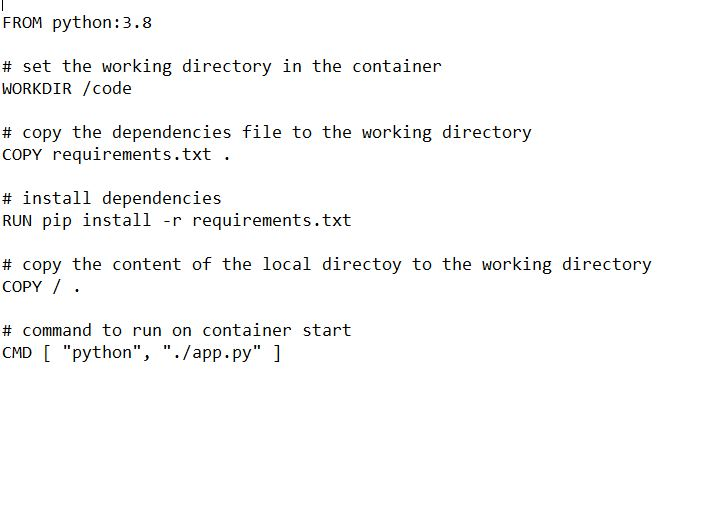 FROM python:3.8
# set the working directory in the container
WORKDIR /code
# copy the dependencies file to the working directory
COPY requirements.txt .
# install dependencies
RUN pip install -r requirements.txt
# copy the content of the local directoy to the working directory
COPY / .
# command to run on container start
CMD [ "python", "./app.py" ]